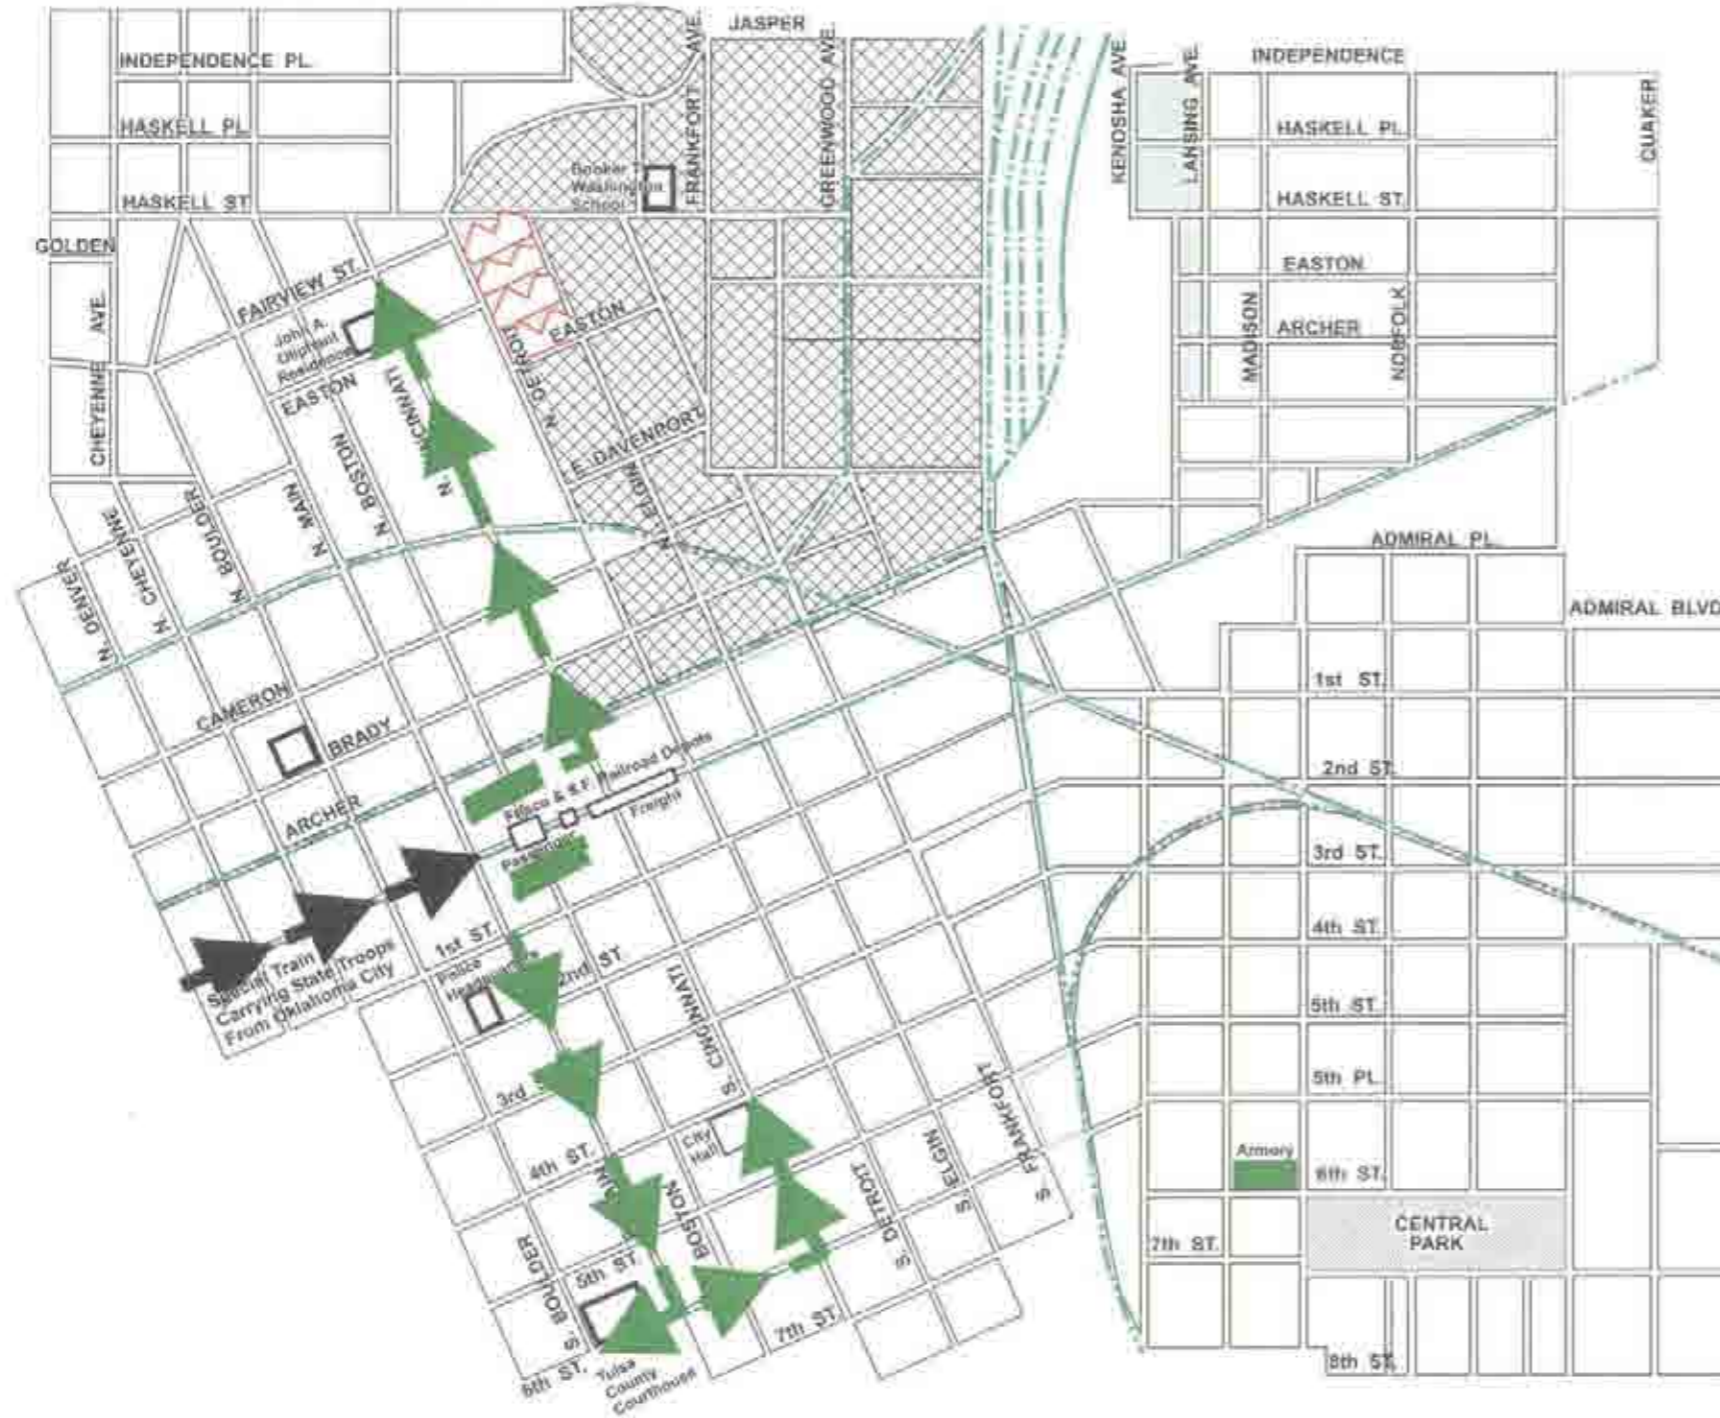 JASPER
INDEPENDENCE PL.
HASKELL PL.
HASKELL ST.
GOLDEN
FAIRVIEW ST.
CHEYENNE AVE.
Booker T.
Washington
School
FRANKFORT AVE.
GREENWOOD AVE.
KENOSHA AVE.
LANSING AVE.
INDEPENDENCE
HASKELL PL.
HASKELL ST.
QUAKER
EASTON
ARCHER
MADISON
NORFOLK
John A.
Oliphant
Residence
EASTON
N. CINCINNATI
N. DETROIT
EASTON
E. DAVENPORT
N. ELGIN
N. BOSTON
N. MAIN
N. BOULDER
N. CHEYENNE
N. DENVER
CAMERON
BRADY
ARCHER
ADMIRAL PL.
ADMIRAL BLVD
1st ST.
2nd ST.
3rd ST.
4th ST.
5th ST.
5th PL.
Armory
6th ST.
CENTRAL
PARK
7th ST.
8th ST.
Frisco & S.F. Railroad Depots
Freight
Passenger
Special Train
Carrying State Troops
From Oklahoma City
1st ST.
Police
2nd ST
3rd
4th ST.
5th ST.
6th ST.
7th ST.
City
Hall
S. CINCINNATI
BOSTON
S. BOULDER
S. DETROIT
S. ELGIN
S. FRANKFORT
Tulsa
County
Courthouse